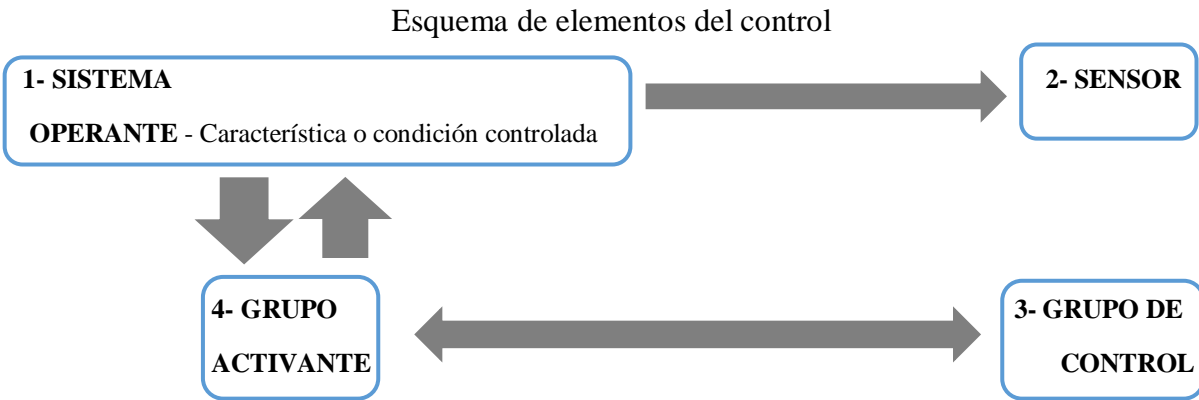 Esquema de elementos del control
1- SISTEMA
OPERANTE - Característica o condición controlada
2- SENSOR
4- GRUPO
ACTIVANTE
3- GRUPO DE
CONTROL